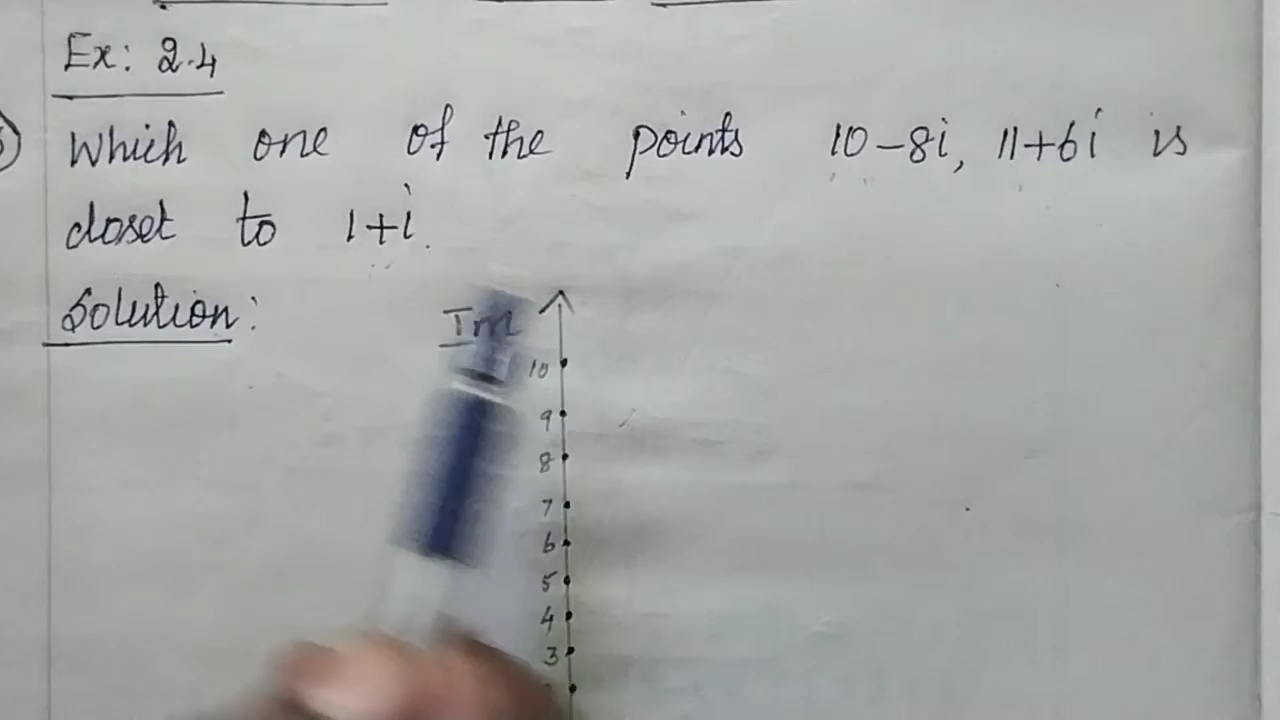 Ex: 2.4
Which one of the points 10-8i, 11+6i is
closet to 1+i.
Solution:
Im
10
9
8
7
6
5
4
3